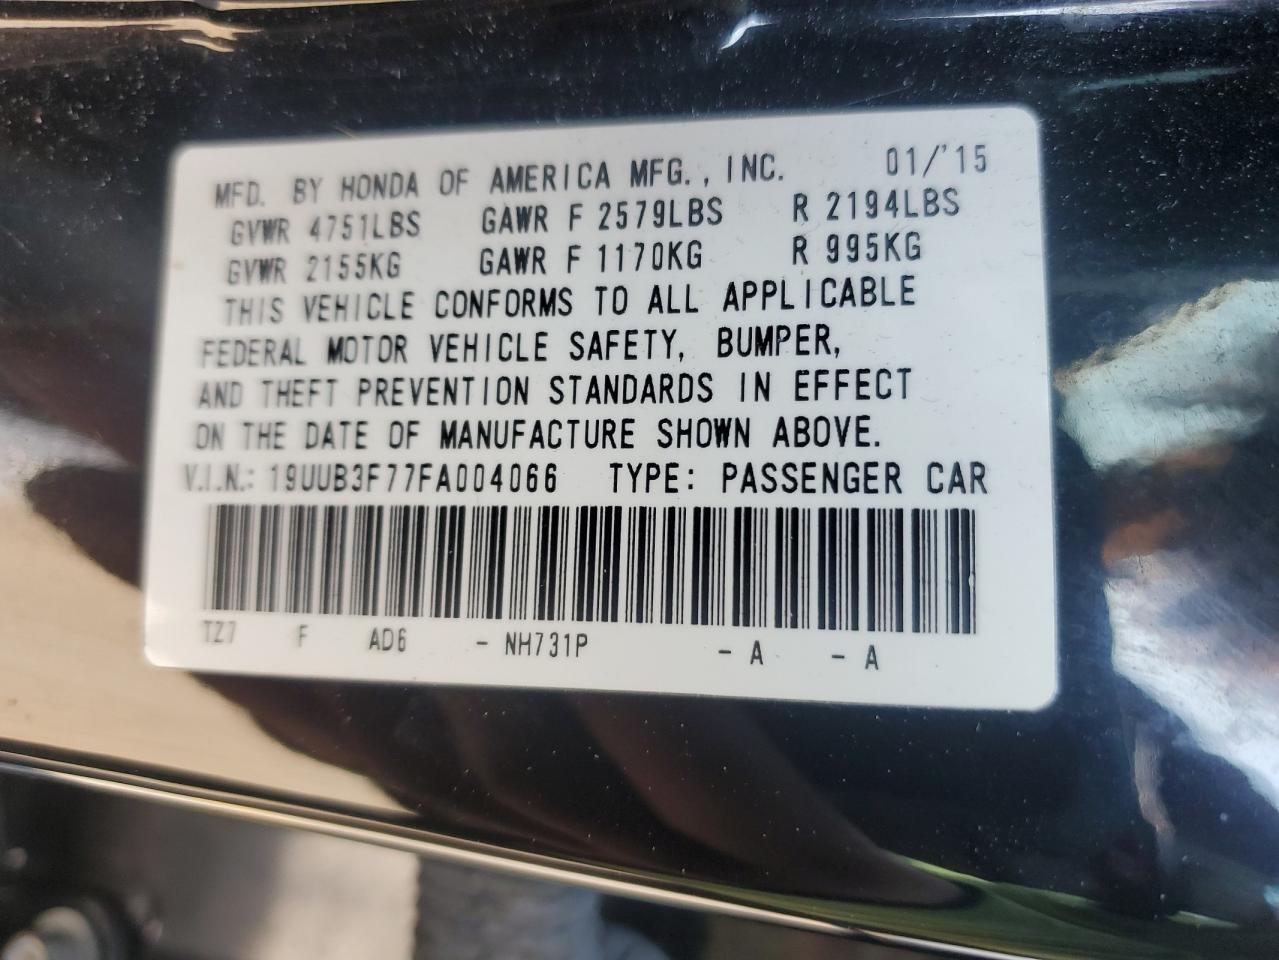 MFD. BY HONDA OF AMERICA MFG., INC. 01/'15
GVWR 4751LBS GAWR F 2579LBS R 2194LBS
GVWR 2155KG GAWR F 1170KG R 995KG
THIS VEHICLE CONFORMS TO ALL APPLICABLE
FEDERAL MOTOR VEHICLE SAFETY, BUMPER,
AND THEFT PREVENTION STANDARDS IN EFFECT
ON THE DATE OF MANUFACTURE SHOWN ABOVE.
V.I.N.: 19UUB3F77FA004066 TYPE: PASSENGER CAR
TZ7 F AD6 - NH731P - A - A